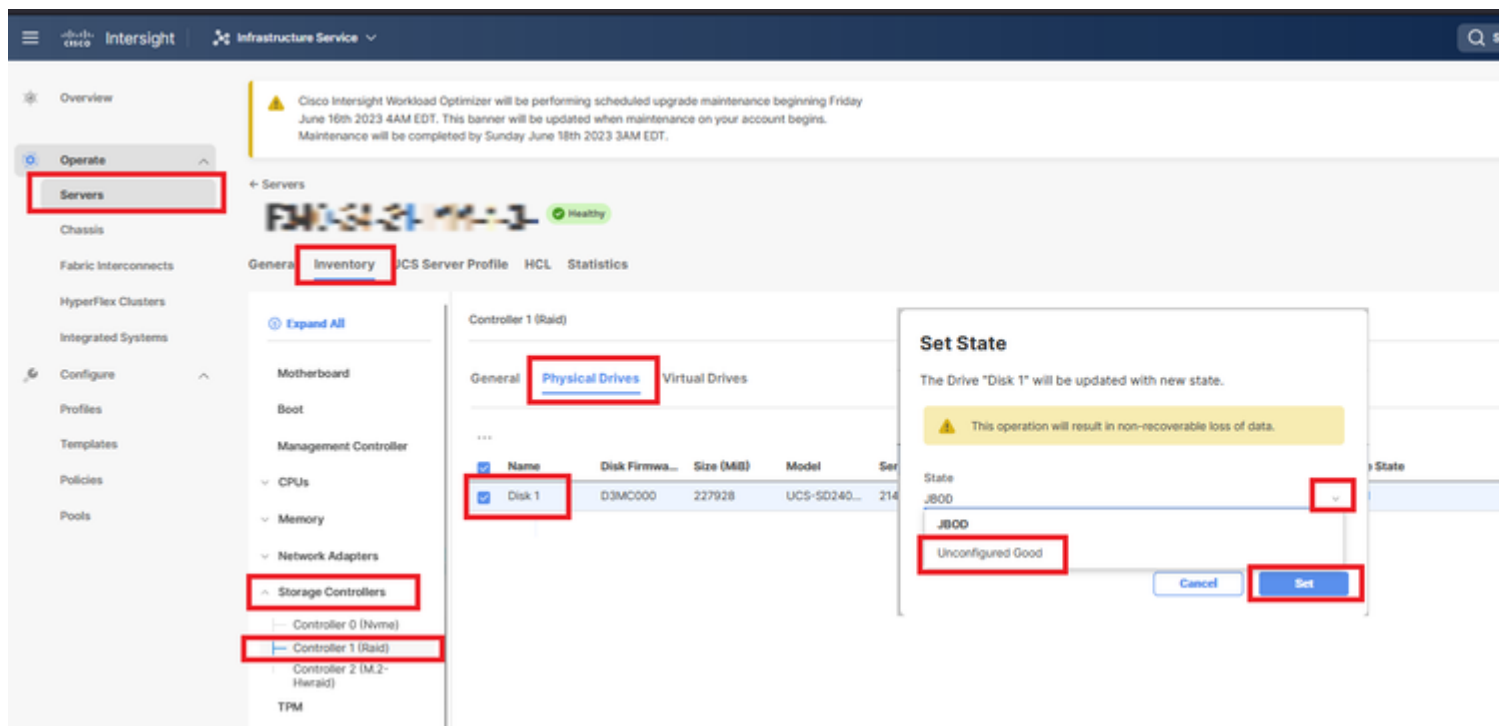 cisco Intersight Infrastructure Service
Overview
Cisco Intersight Workload Optimizer will be performing scheduled upgrade maintenance beginning Friday
June 16th 2023 4AM EDT. This banner will be updated when maintenance on your account begins.
Maintenance will be completed by Sunday June 18th 2023 3AM EDT.
Operate
Servers
Chassis
Fabric Interconnects
HyperFlex Clusters
Integrated Systems
Configure
Profiles
Templates
Policies
Pools
← Servers
Healthy
General Inventory UCS Server Profile HCL Statistics
Expand All
Motherboard
Boot
Management Controller
CPUs
Memory
Network Adapters
Storage Controllers
Controller 0 (Nvme)
Controller 1 (Raid)
Controller 2 (M.2-
Hwraid)
TPM
Controller 1 (Raid)
General Physical Drives Virtual Drives
...
Name Disk Firmwa... Size (MiB) Model Ser State
Disk 1 D3MC000 227928 UCS-SD240... 214
Set State
The Drive "Disk 1" will be updated with new state.
This operation will result in non-recoverable loss of data.
State
JBOD
JBOD
Unconfigured Good
Cancel Set